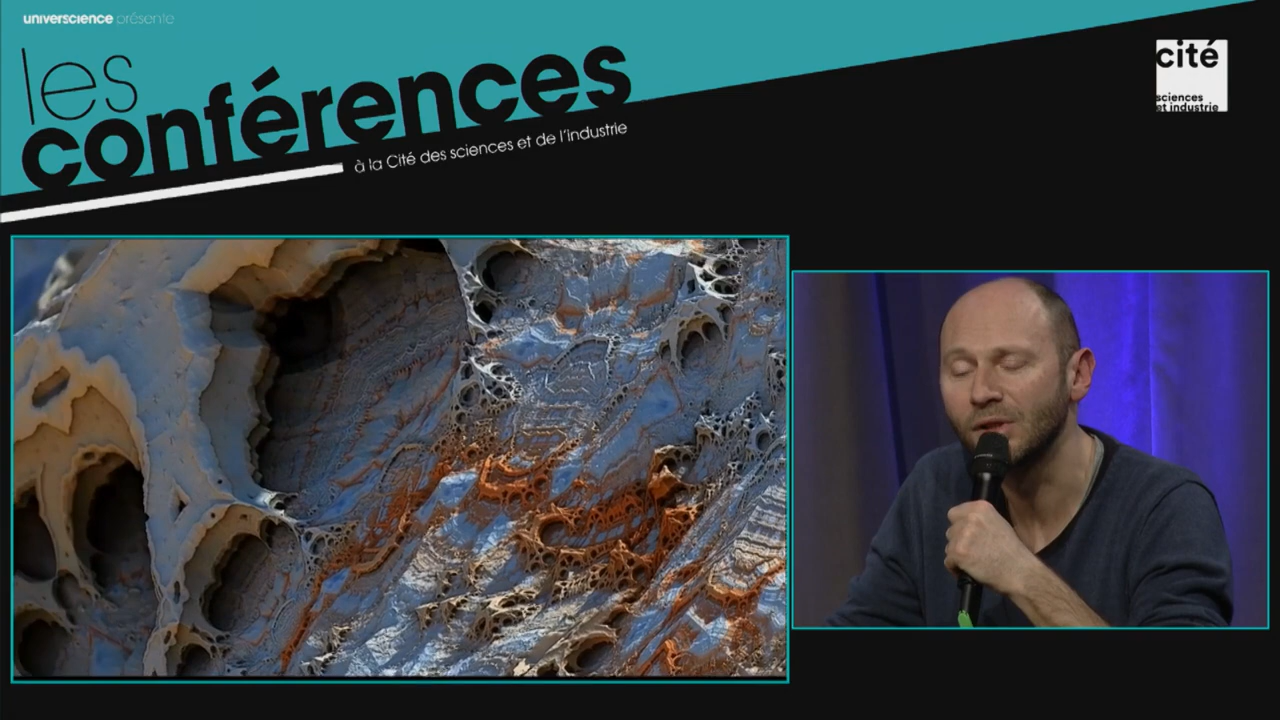 universcience présente
les
conférences
à la Cité des sciences et de l'industrie
cité
sciences
et industrie